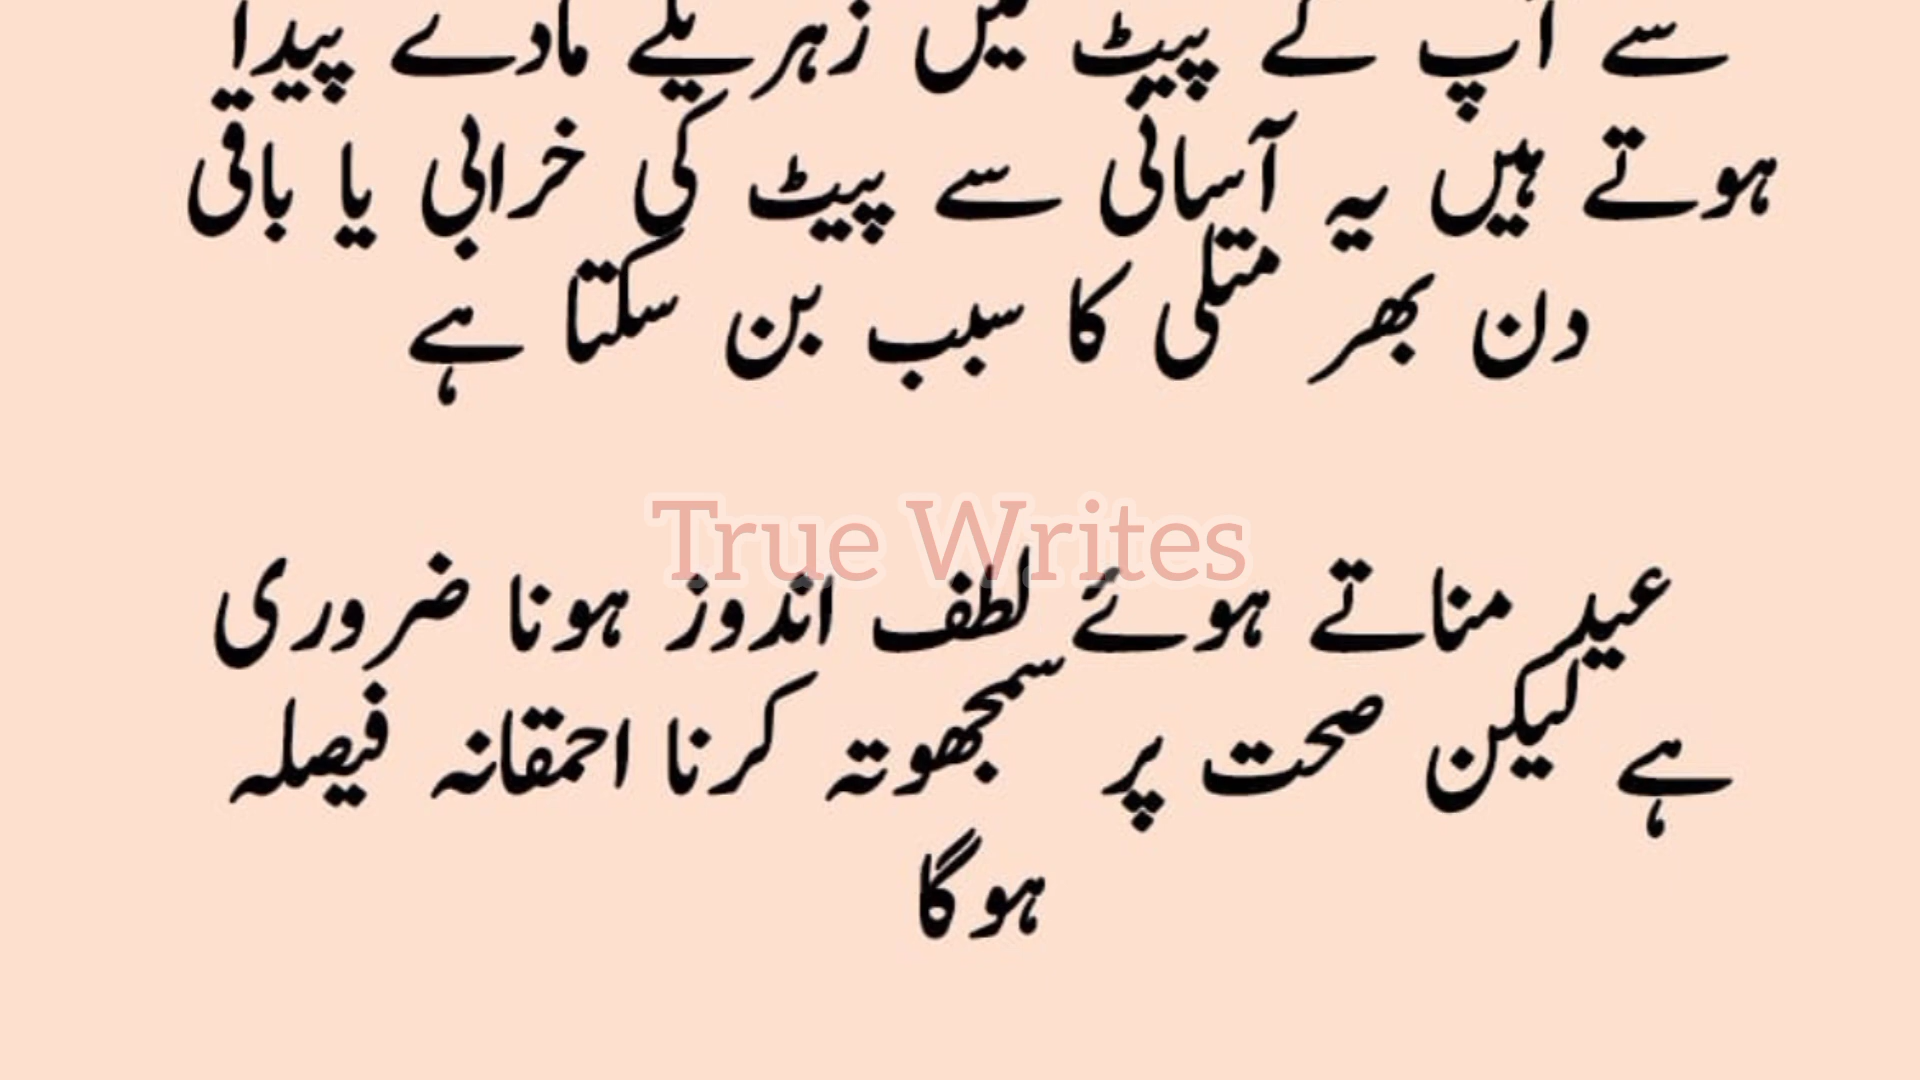 سے آپ کے پیٹ میں زہریلے مادے پیدا
ہوتے ہیں یہ آسانی سے پیٹ کی خرابی یا باقی
دن بھر متلی کا سبب بن سکتا ہے
True Writes
عید مناتے ہوئے لطف اندوز ہونا ضروری
ہے لیکن صحت پر سمجھوتہ کرنا احمقانہ فیصلہ
ہوگا